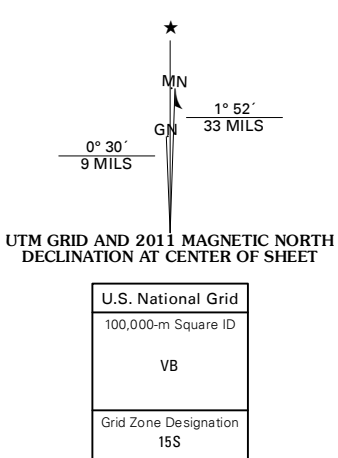 ★
MN
1° 52´
33 MILS
GN
0° 30´
9 MILS
UTM GRID AND 2011 MAGNETIC NORTH
DECLINATION AT CENTER OF SHEET
U.S. National Grid
100,000-m Square ID
VB
Grid Zone Designation
15S